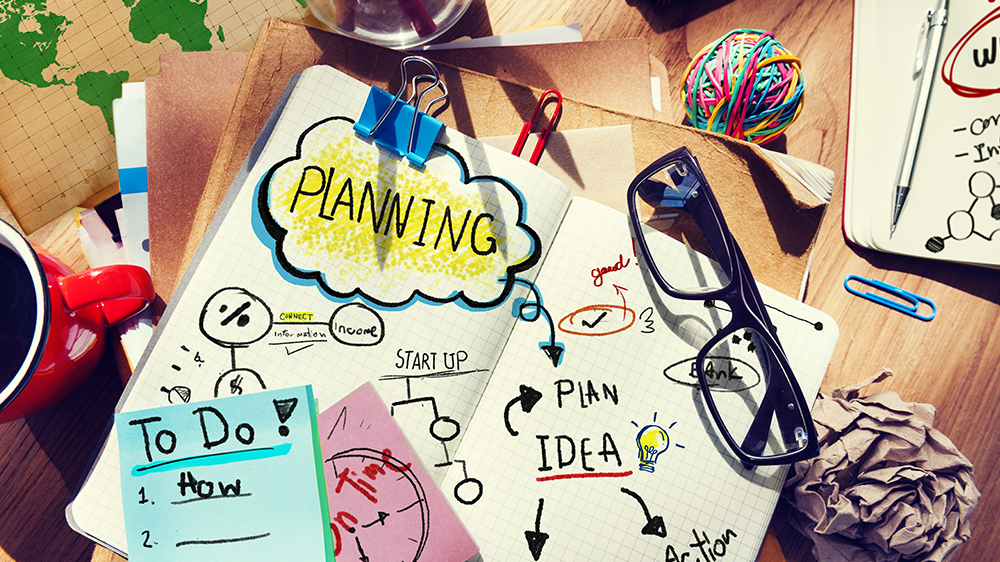 PLANNING
%
CONNECT
information
Income
$
START UP
good!
✓
PLAN
IDEA
BANK
Action
To Do!
1. How
2.
on Time